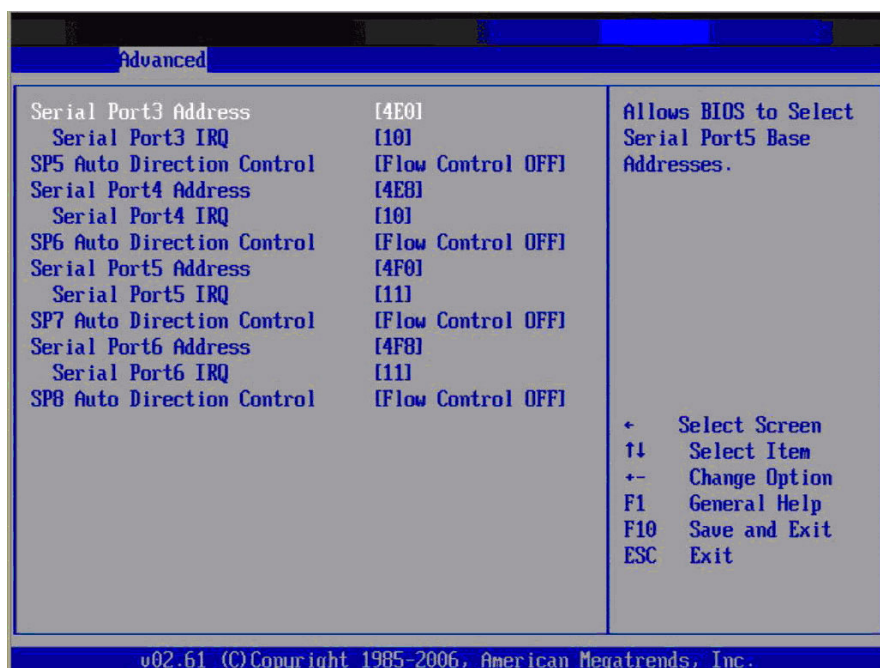 Advanced
Serial Port3 Address [4E0]
Serial Port3 IRQ [10]
SP5 Auto Direction Control [Flow Control OFF]
Serial Port4 Address [4E8]
Serial Port4 IRQ [10]
SP6 Auto Direction Control [Flow Control OFF]
Serial Port5 Address [4F0]
Serial Port5 IRQ [11]
SP7 Auto Direction Control [Flow Control OFF]
Serial Port6 Address [4F8]
Serial Port6 IRQ [11]
SP8 Auto Direction Control [Flow Control OFF]
Allows BIOS to Select
Serial Port5 Base
Addresses.
← Select Screen
↑↓ Select Item
+- Change Option
F1 General Help
F10 Save and Exit
ESC Exit
v02.61 (C)Copyright 1985-2006, American Megatrends, Inc.